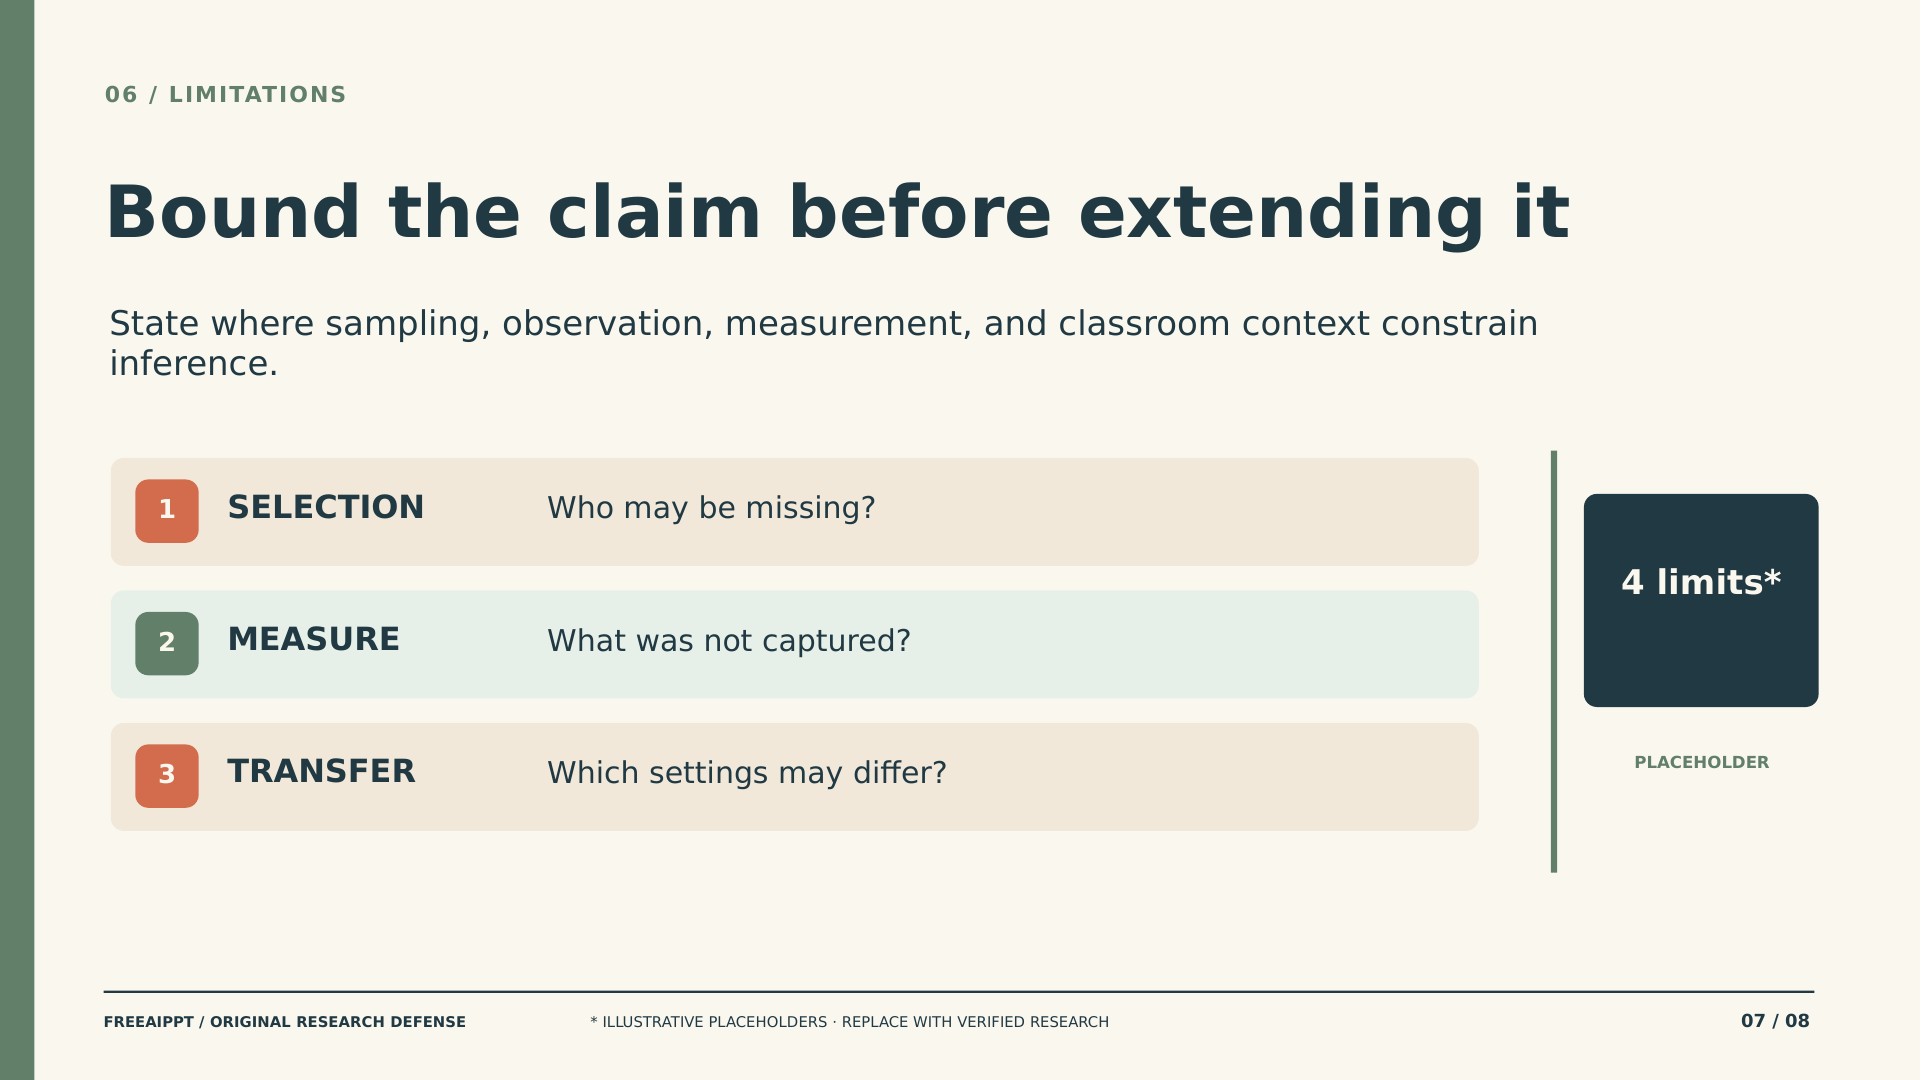 06 / LIMITATIONS
Bound the claim before extending it
State where sampling, observation, measurement, and classroom context constrain
inference.
1 SELECTION Who may be missing?
2 MEASURE What was not captured?
3 TRANSFER Which settings may differ?
4 limits*
PLACEHOLDER
FREEAIPPT / ORIGINAL RESEARCH DEFENSE
* ILLUSTRATIVE PLACEHOLDERS · REPLACE WITH VERIFIED RESEARCH
07 / 08